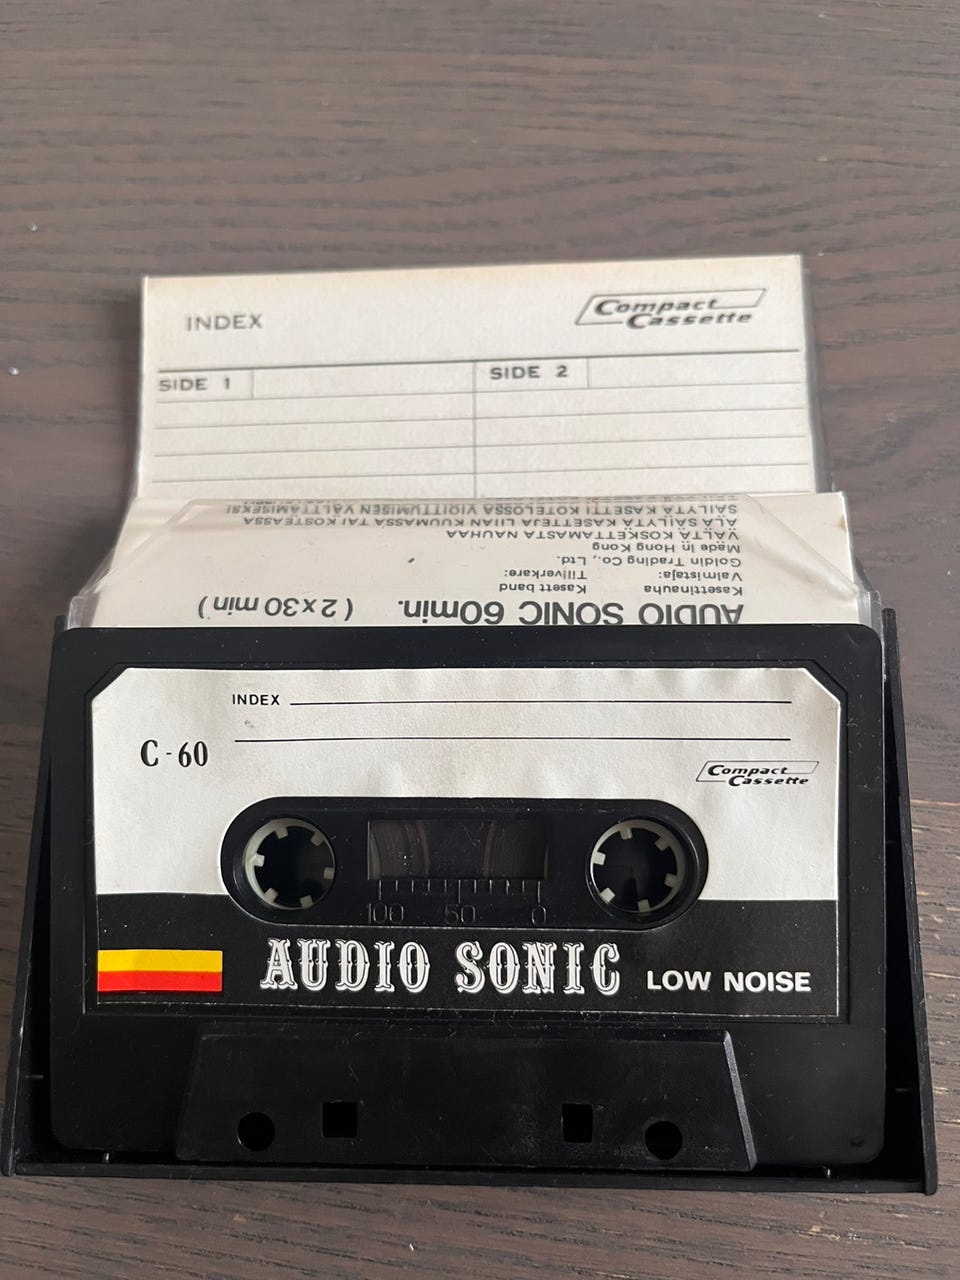 INDEX
Compact
Cassette
SIDE 1
SIDE 2
AUDIO SONIC 60min. (2x30 min)
Kasettinauha Kasett band
Valmistaja: Tillverkare:
Goldin Trading Co., Ltd.
Made in Hong Kong
VÄLTÄ KOSKETTAMASTA NAUHAA
ÄLÄ SÄILYTÄ KASETTEJA LIIAN KUUMASSA TAI KOSTEASSA
SÄILYTÄ KASETTI KOTELOSSA VIOITTUMISEN VÄLTTÄMISEKSI
INDEX
C-60
Compact
Cassette
100 50 0
AUDIO SONIC LOW NOISE